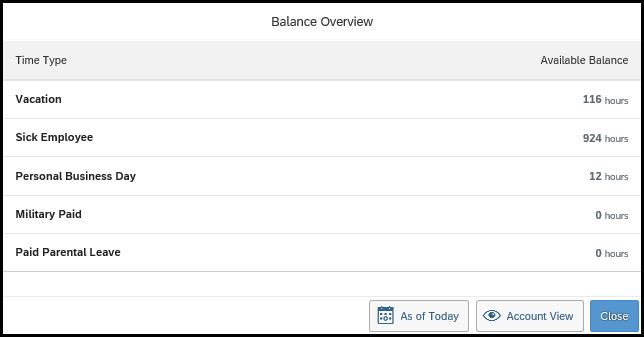 Balance Overview
Time Type Available Balance
Vacation 116 hours
Sick Employee 924 hours
Personal Business Day 12 hours
Military Paid 0 hours
Paid Parental Leave 0 hours
As of Today Account View Close